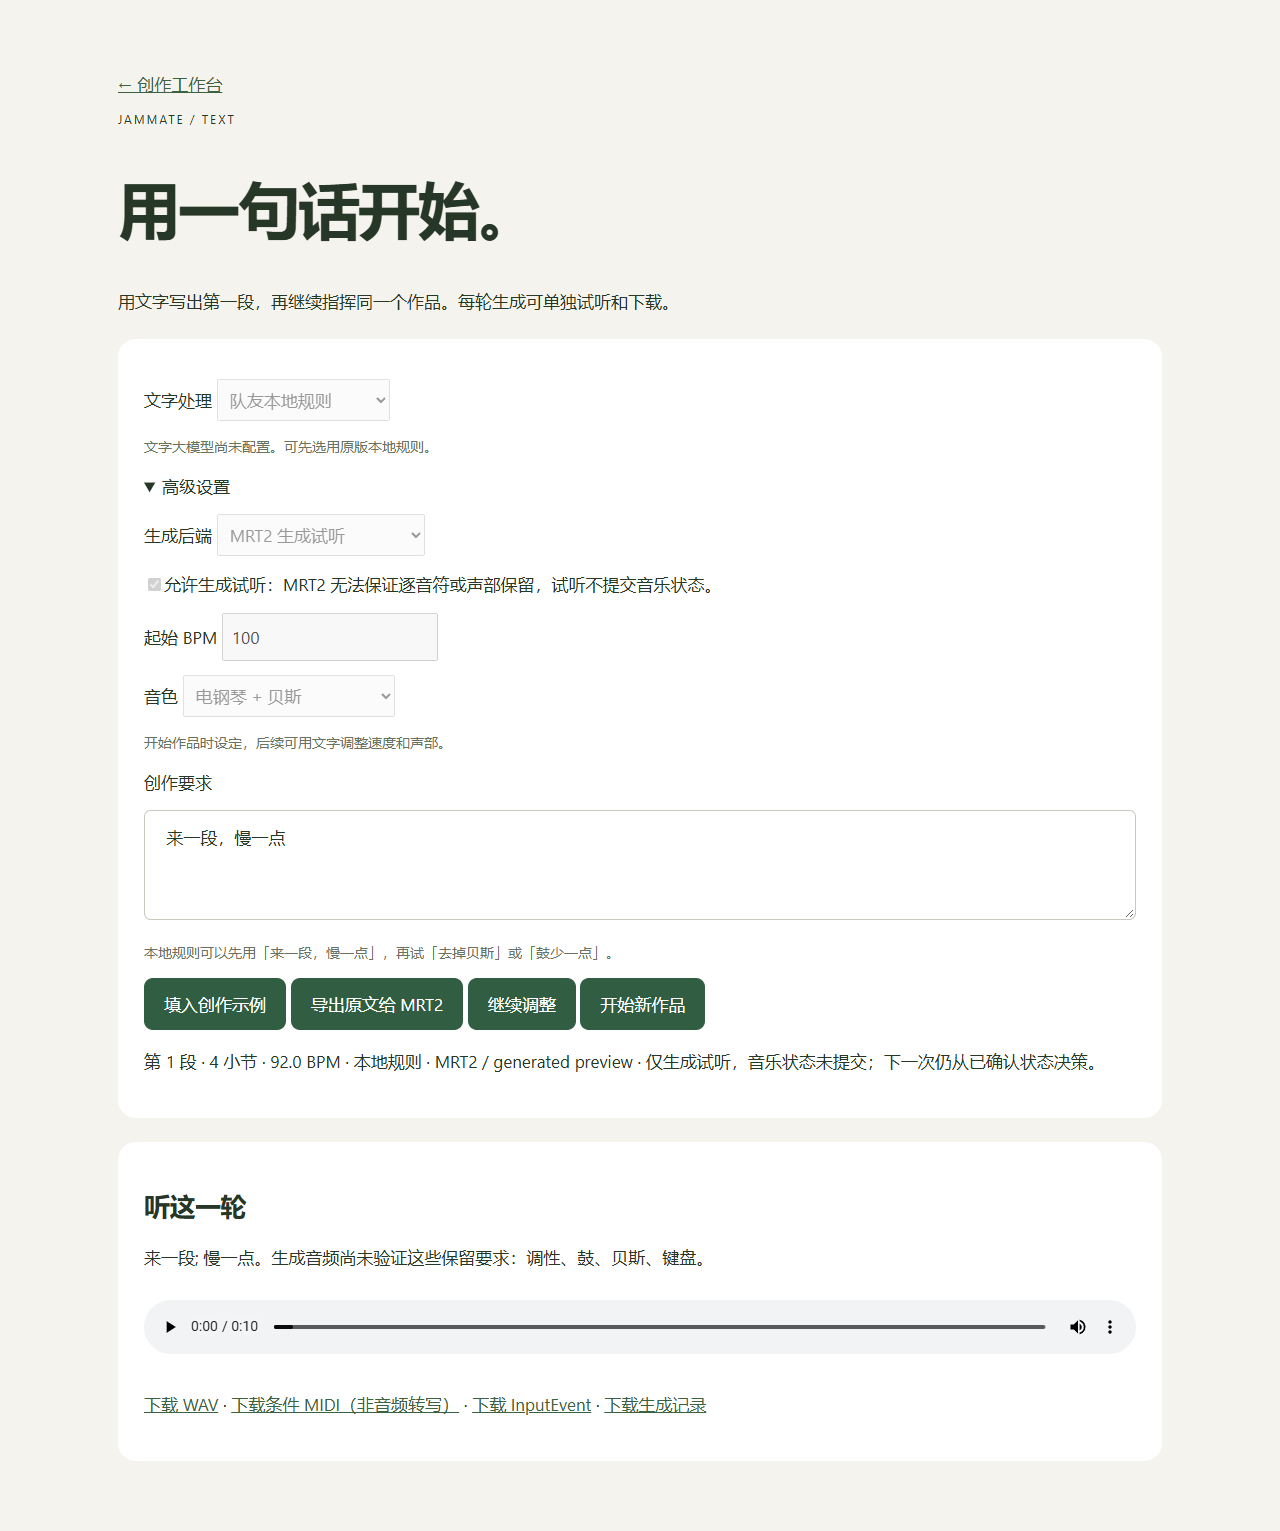 ← 创作工作台
JAMMATE / TEXT
用一句话开始。
用文字写出第一段，再继续指挥同一个作品。每轮生成可单独试听和下载。
文字处理 队友本地规则
文字大模型尚未配置。可先选用原版本地规则。
▼ 高级设置
生成后端 MRT2 生成试听
允许生成试听：MRT2 无法保证逐音符或声部保留，试听不提交音乐状态。
起始 BPM 100
音色 电钢琴 + 贝斯
开始作品时设定，后续可用文字调整速度和声部。
创作要求
来一段，慢一点
本地规则可以先用「来一段，慢一点」，再试「去掉贝斯」或「鼓少一点」。
填入创作示例 导出原文给 MRT2 继续调整 开始新作品
第 1 段 · 4 小节 · 92.0 BPM · 本地规则 · MRT2 / generated preview · 仅生成试听，音乐状态未提交；下一次仍从已确认状态决策。
听这一轮
来一段; 慢一点。生成音频尚未验证这些保留要求：调性、鼓、贝斯、键盘。
0:00 / 0:10
下载 WAV · 下载条件 MIDI（非音频转写） · 下载 InputEvent · 下载生成记录